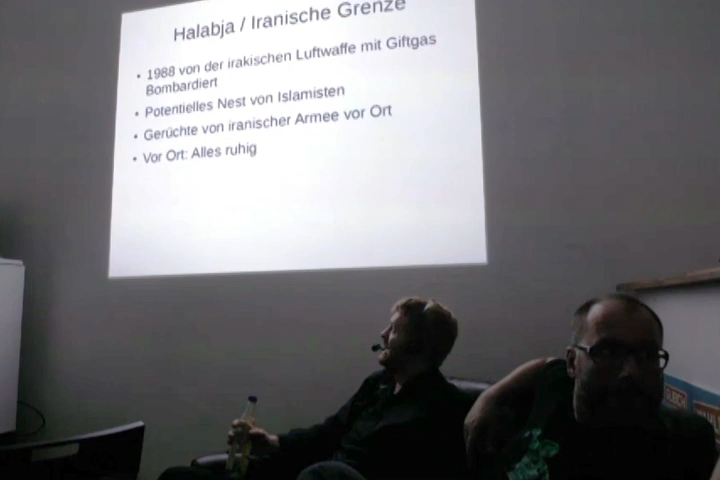 Halabja / Iranische Grenze
• 1988 von der irakischen Luftwaffe mit Giftgas
Bombardiert
• Potentielles Nest von Islamisten
• Gerüchte von iranischer Armee vor Ort
• Vor Ort: Alles ruhig